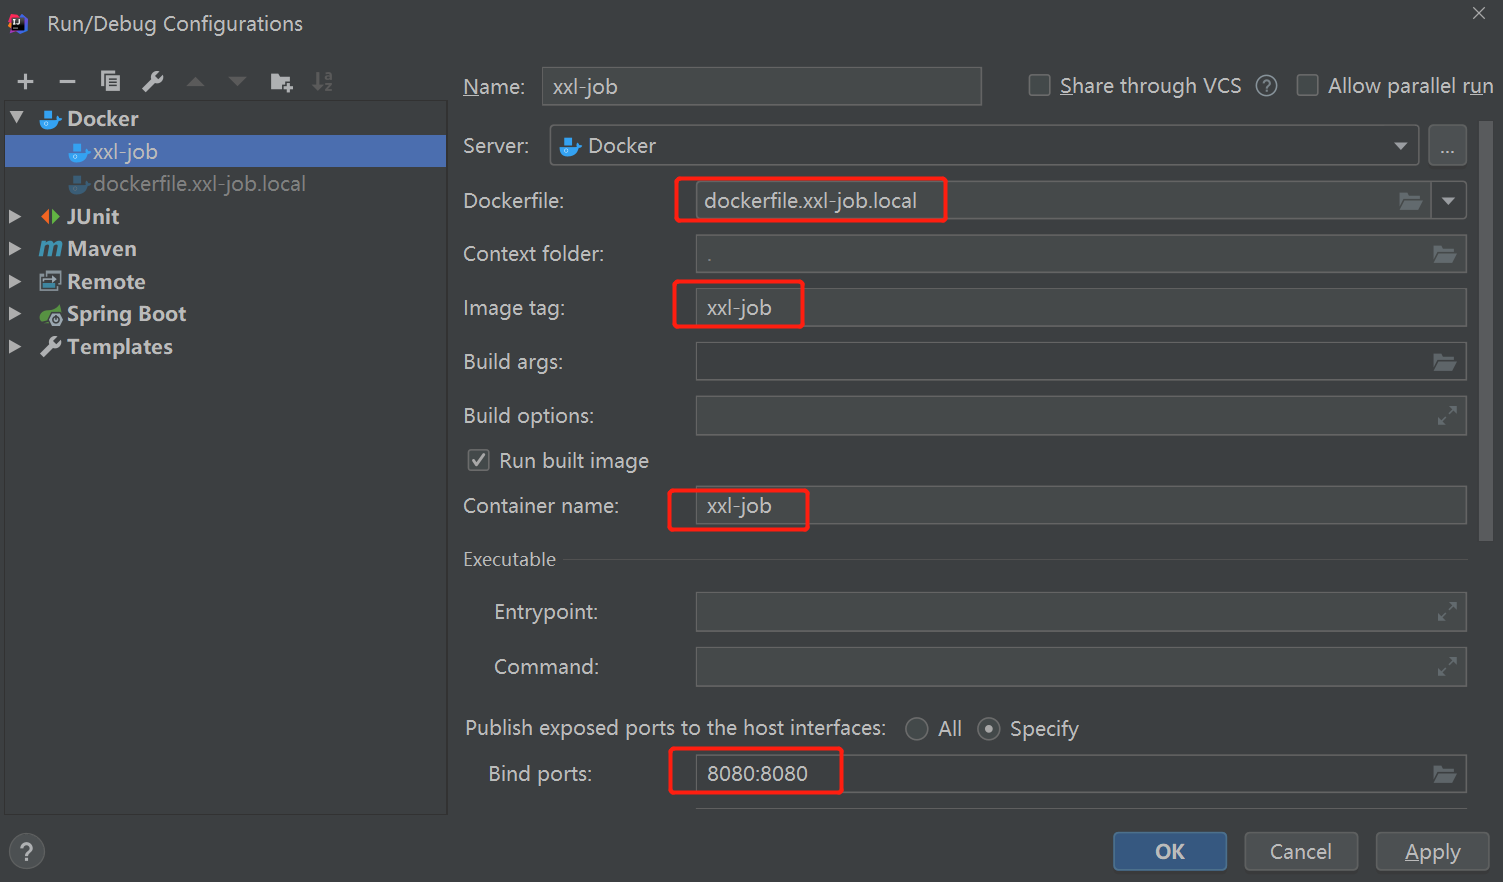 Run/Debug Configurations
Name: xxl-job Share through VCS ? Allow parallel run
Docker
xxl-job
dockerfile.xxl-job.local
JUnit
Maven
Remote
Spring Boot
Templates
Server: Docker ...
Dockerfile: dockerfile.xxl-job.local
Context folder: .
Image tag: xxl-job
Build args:
Build options:
Run built image
Container name: xxl-job
Executable
Entrypoint:
Command:
Publish exposed ports to the host interfaces: All Specify
Bind ports: 8080:8080
? OK Cancel Apply